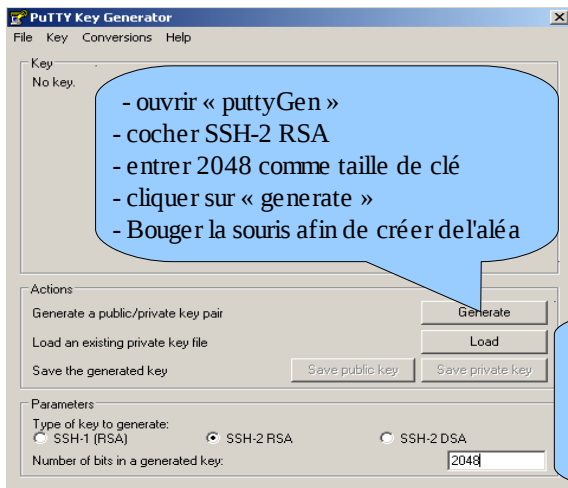 PuTTY Key Generator
File Key Conversions Help
Key
No key.
- ouvrir « puttyGen »
- cocher SSH-2 RSA
- entrer 2048 comme taille de clé
- cliquer sur « generate »
- Bouger la souris afin de créer del'aléa
Actions
Generate a public/private key pair Generate
Load an existing private key file Load
Save the generated key Save public key Save private key
Parameters
Type of key to generate:
SSH-1 (RSA) SSH-2 RSA SSH-2 DSA
Number of bits in a generated key: 2048